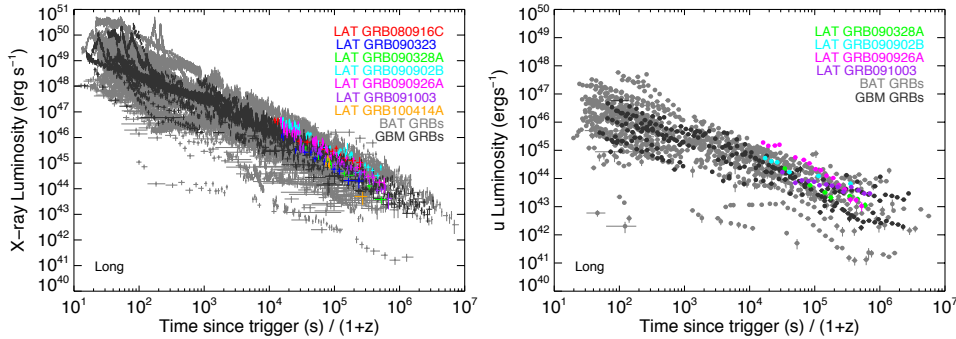 10^51
10^50
10^49
10^48
10^47
10^46
10^45
10^44
10^43
10^42
10^41
10^40
X-ray Luminosity (erg s^-1)
LAT GRB080916C
LAT GRB090323
LAT GRB090328A
LAT GRB090902B
LAT GRB090926A
LAT GRB091003
LAT GRB100414A
BAT GRBs
GBM GRBs
Long
10^1 10^2 10^3 10^4 10^5 10^6 10^7
Time since trigger (s) / (1+z)
10^50
10^49
10^48
10^47
10^46
10^45
10^44
10^43
10^42
10^41
10^40
u Luminosity (ergs^-1)
LAT GRB090328A
LAT GRB090902B
LAT GRB090926A
LAT GRB091003
BAT GRBs
GBM GRBs
Long
10^1 10^2 10^3 10^4 10^5 10^6 10^7
Time since trigger (s) / (1+z)